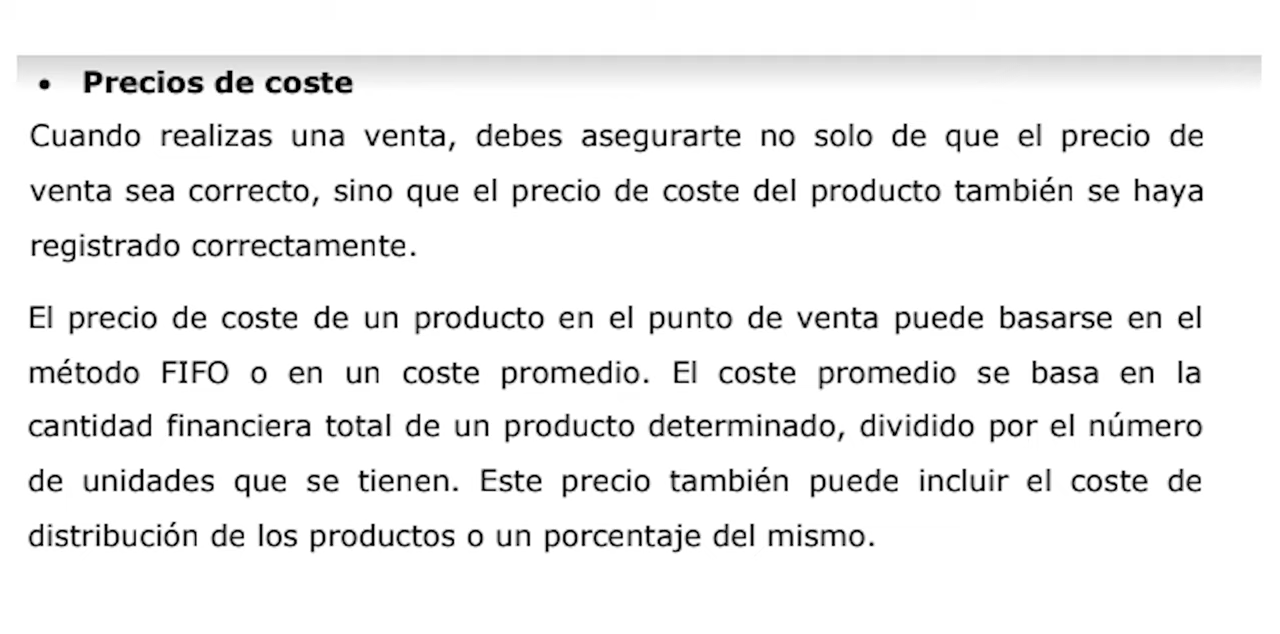 • Precios de coste
Cuando realizas una venta, debes asegurarte no solo de que el precio de
venta sea correcto, sino que el precio de coste del producto también se haya
registrado correctamente.
El precio de coste de un producto en el punto de venta puede basarse en el
método FIFO o en un coste promedio. El coste promedio se basa en la
cantidad financiera total de un producto determinado, dividido por el número
de unidades que se tienen. Este precio también puede incluir el coste de
distribución de los productos o un porcentaje del mismo.